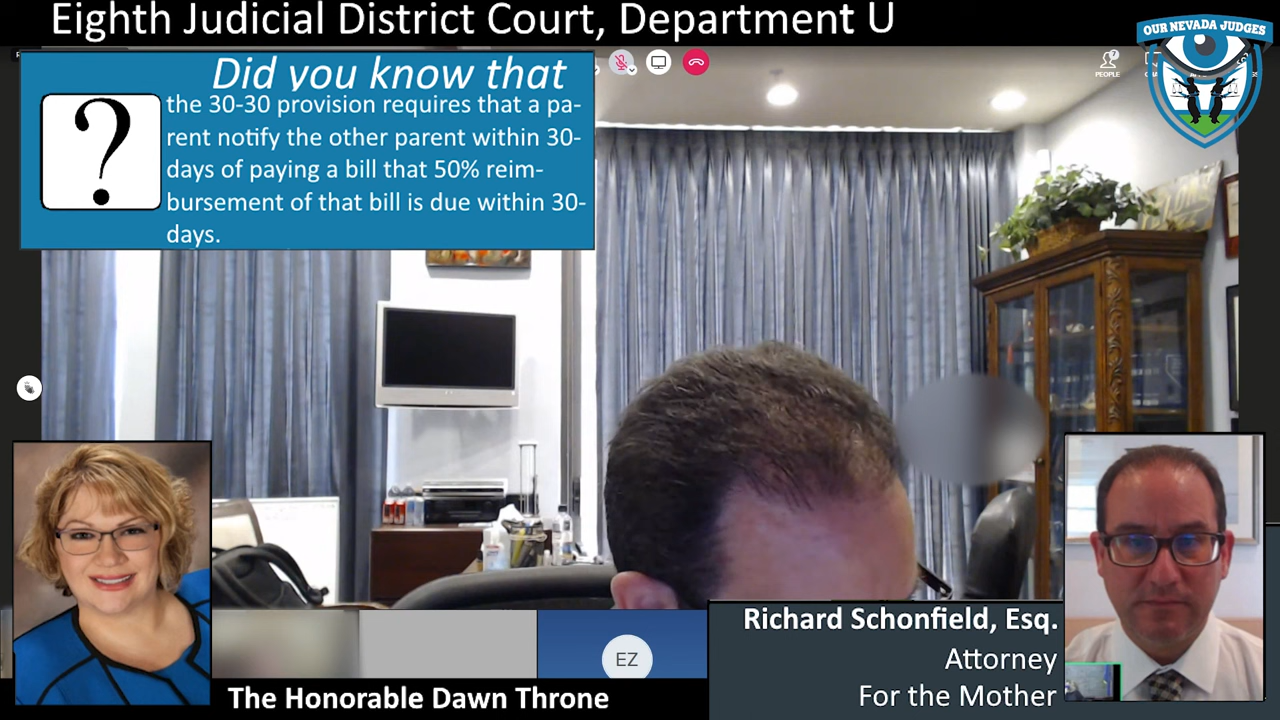 Eighth Judicial District Court, Department U
OUR NEVADA JUDGES
PEOPLE
Did you know that
?
the 30-30 provision requires that a pa-
rent notify the other parent within 30-
days of paying a bill that 50% reim-
bursement of that bill is due within 30-
days.
EZ
The Honorable Dawn Throne
Richard Schonfield, Esq.
Attorney
For the Mother